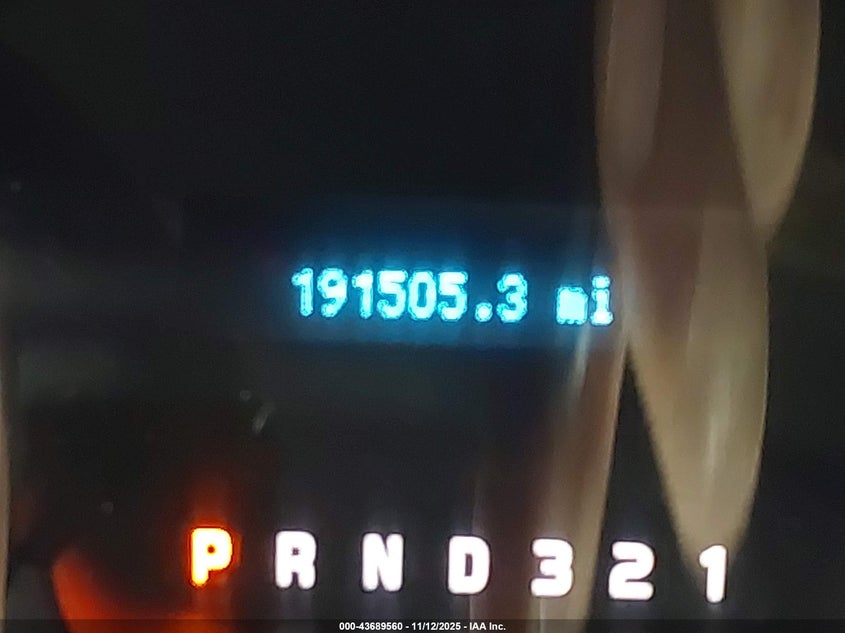 191505.3 mi
P R N D 3 2 1
000-43689560 - 11/12/2025 - IAA Inc.